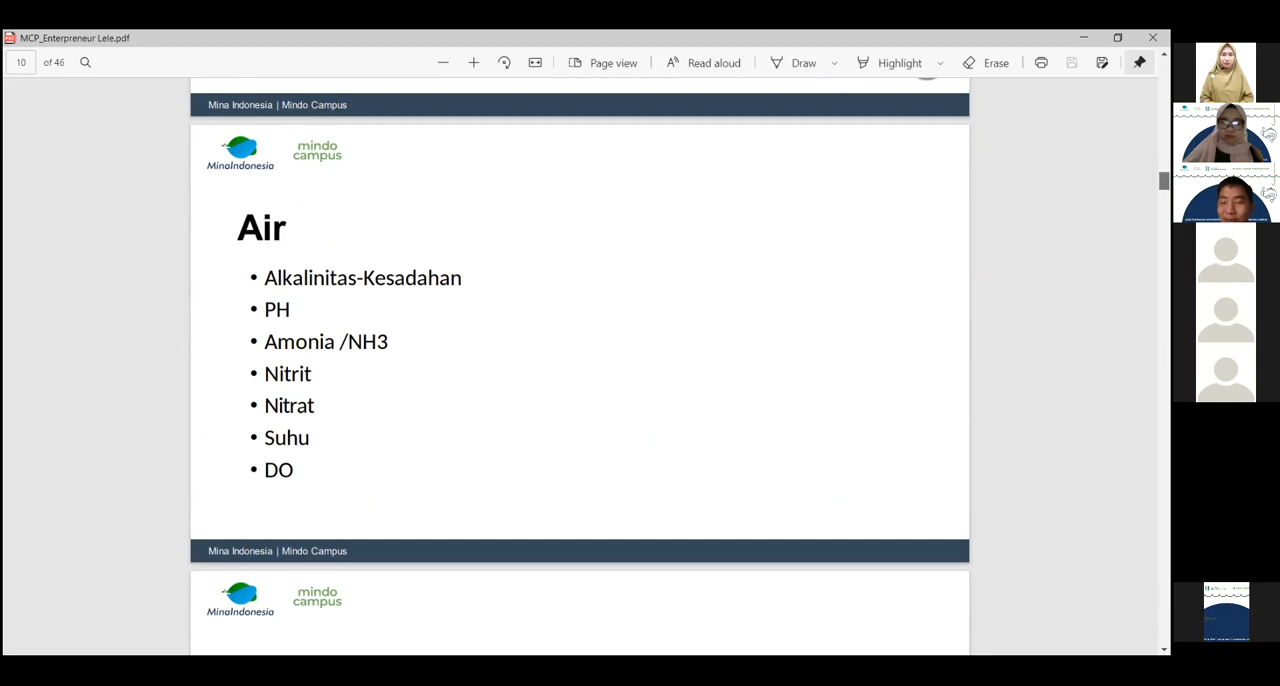 MCP_Enterpreneur Lele.pdf
10 of 46
Page view
Read aloud
Draw
Highlight
Erase
Mina Indonesia | Mindo Campus
MinaIndonesia
mindo campus
Air
• Alkalinitas-Kesadahan
• PH
• Amonia /NH3
• Nitrit
• Nitrat
• Suhu
• DO
Mina Indonesia | Mindo Campus
MinaIndonesia
mindo campus